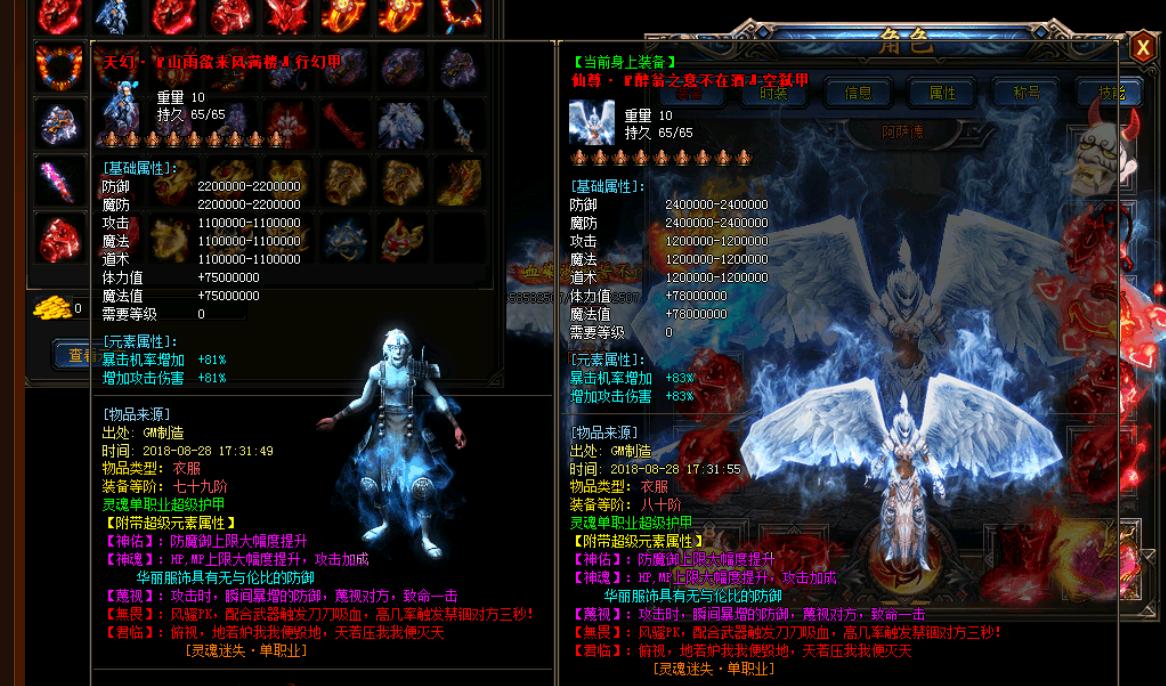 天幻·『山雨欲来风满楼』行幻甲
重量 10
持久 65/65
[基础属性]：
防御 2200000-2200000
魔防 2200000-2200000
攻击 1100000-1100000
魔法 1100000-1100000
道术 1100000-1100000
体力值 +75000000
魔法值 +75000000
需要等级 0
[元素属性]：
暴击机率增加 +81%
增加攻击伤害 +81%
[物品来源]
出处：GM制造
时间：2018-08-28 17:31:49
物品类型：衣服
装备等阶：七十九阶
灵魂单职业超级护甲
【附带超级元素属性】
【神佑】：防魔御上限大幅度提升
【神魂】：HP,MP上限大幅度提升，攻击加成
华丽服饰具有无与伦比的防御
【蔑视】：攻击时，瞬间暴增的防御，蔑视对方，致命一击
【無畏】：风骚PK，配合武器触发刀刀吸血，高几率触发禁锢对方三秒！
【君临】：俯视，地若妒我我便毁地，天若压我我便灭天
[灵魂迷失·单职业]
0
查看
角色
X
【当前身上装备】
仙尊·『醉翁之意不在酒』空弑甲
时装
信息
属性
称号
技能
阿萨德
重量 10
持久 65/65
[基础属性]：
防御 2400000-2400000
魔防 2400000-2400000
攻击 1200000-1200000
魔法 1200000-1200000
道术 1200000-1200000
体力值 +78000000
魔法值 +78000000
需要等级 0
[元素属性]：
暴击机率增加 +83%
增加攻击伤害 +83%
[物品来源]
出处：GM制造
时间：2018-08-28 17:31:55
物品类型：衣服
装备等阶：八十阶
灵魂单职业超级护甲
【附带超级元素属性】
【神佑】：防魔御上限大幅度提升
【神魂】：HP,MP上限大幅度提升，攻击加成
华丽服饰具有无与伦比的防御
【蔑视】：攻击时，瞬间暴增的防御，蔑视对方，致命一击
【無畏】：风骚PK，配合武器触发刀刀吸血，高几率触发禁锢对方三秒！
【君临】：俯视，地若妒我我便毁地，天若压我我便灭天
[灵魂迷失·单职业]